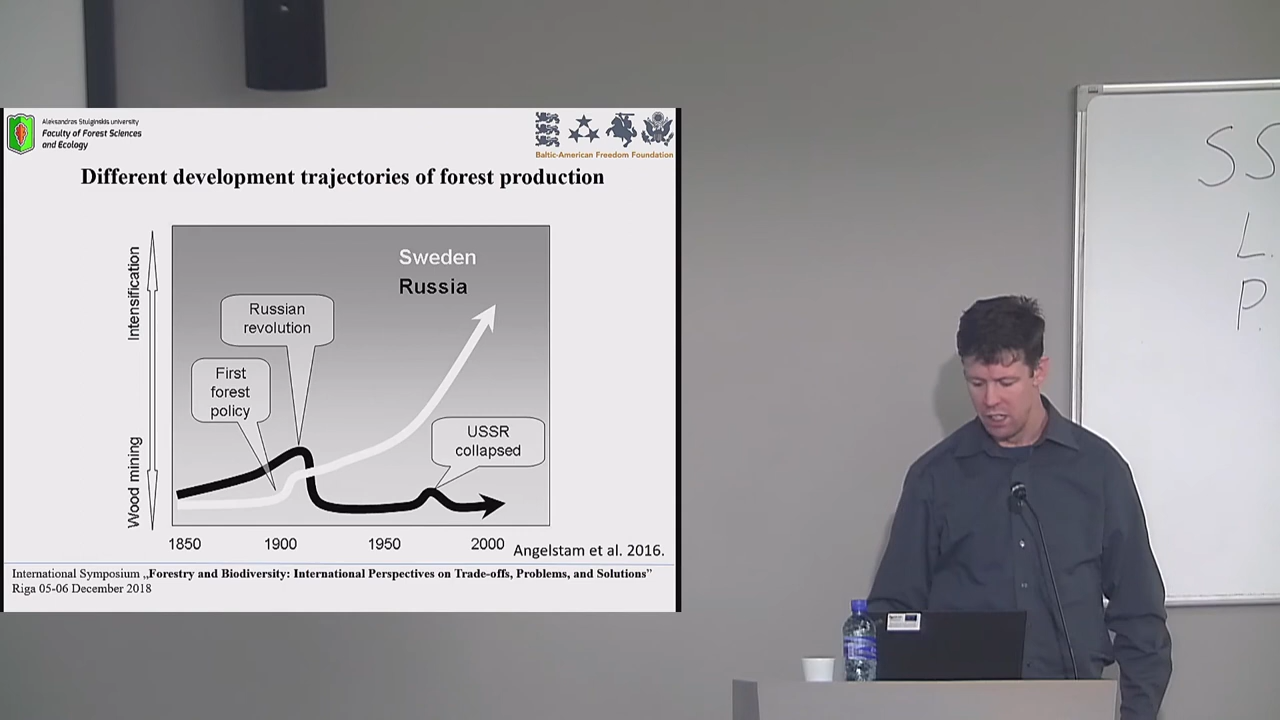 Aleksandras Stulginskis university
Faculty of Forest Sciences
and Ecology
Baltic-American Freedom Foundation
Different development trajectories of forest production
Intensification
Wood mining
Sweden
Russia
Russian
revolution
First
forest
policy
USSR
collapsed
1850
1900
1950
2000
Angelstam et al. 2016.
International Symposium „Forestry and Biodiversity: International Perspectives on Trade-offs, Problems, and Solutions”
Riga 05-06 December 2018
SS
L.
P.